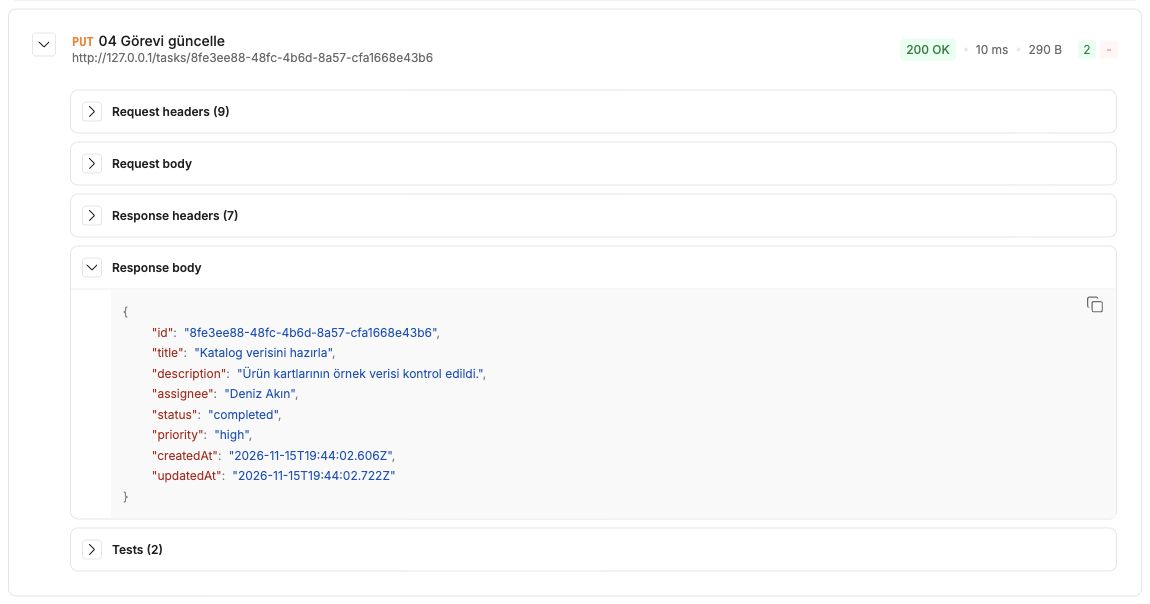 PUT 04 Görevi güncelle
http://127.0.0.1/tasks/8fe3ee88-48fc-4b6d-8a57-cfa1668e43b6
200 OK • 10 ms • 290 B 2 -
Request headers (9)
Request body
Response headers (7)
Response body
{
"id": "8fe3ee88-48fc-4b6d-8a57-cfa1668e43b6",
"title": "Katalog verisini hazırla",
"description": "Ürün kartlarının örnek verisi kontrol edildi.",
"assignee": "Deniz Akın",
"status": "completed",
"priority": "high",
"createdAt": "2026-11-15T19:44:02.606Z",
"updatedAt": "2026-11-15T19:44:02.722Z"
}
Tests (2)